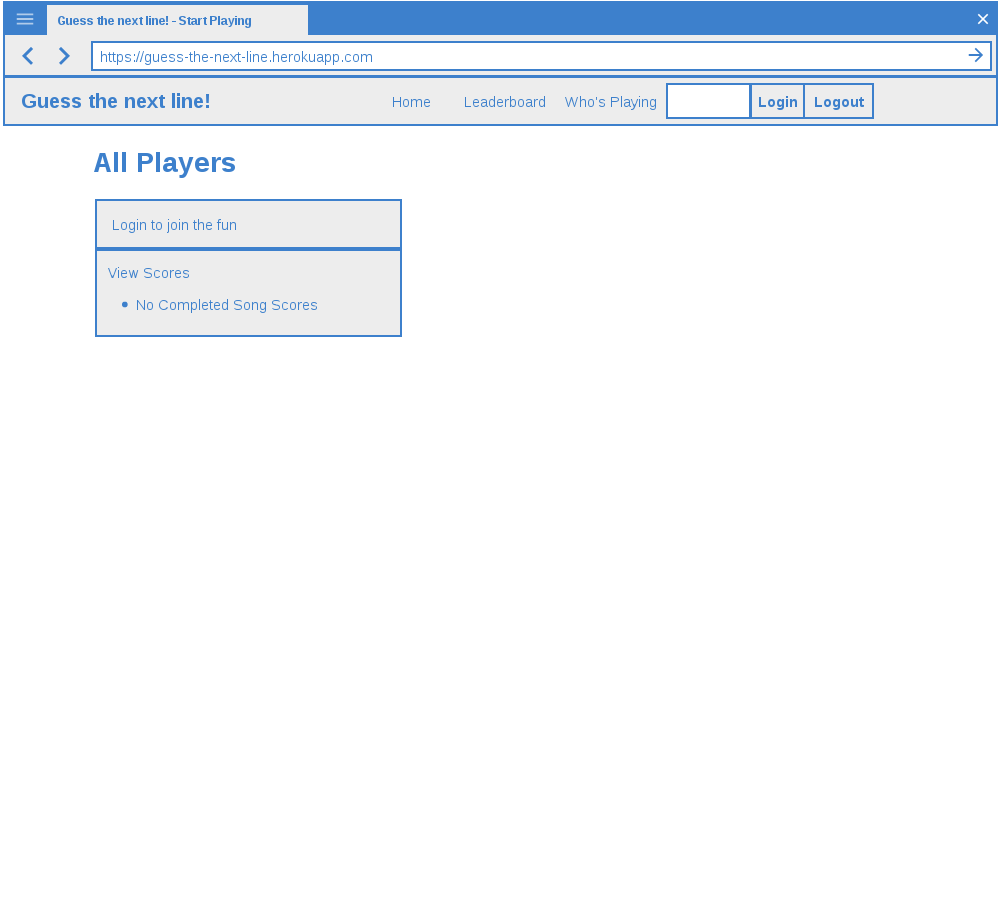 Guess the next line! - Start Playing
https://guess-the-next-line.herokuapp.com
Guess the next line! Home Leaderboard Who's Playing Login Logout
All Players
Login to join the fun
View Scores
No Completed Song Scores